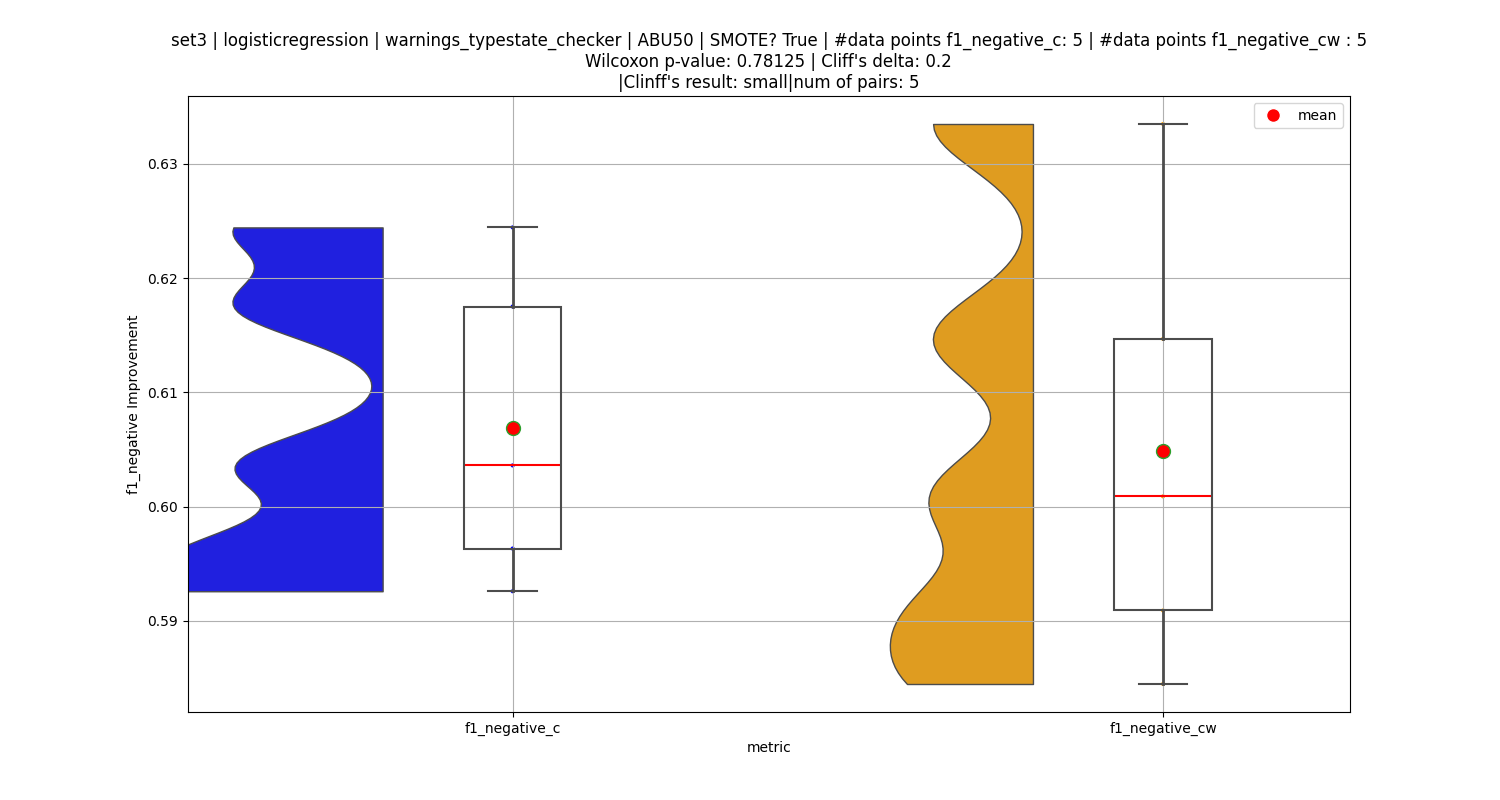 set3 | logisticregression | warnings_typestate_checker | ABU50 | SMOTE? True | #data points f1_negative_c: 5 | #data points f1_negative_cw : 5
Wilcoxon p-value: 0.78125 | Cliff's delta: 0.2
|Clinff's result: small|num of pairs: 5
mean
0.63
0.62
0.61
0.60
0.59
f1_negative Improvement
f1_negative_c
f1_negative_cw
metric